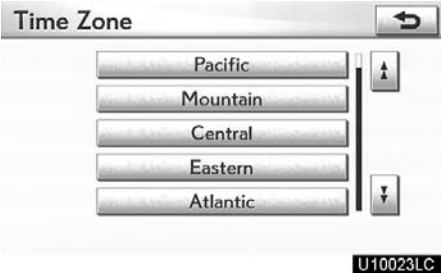 Time Zone
Pacific
Mountain
Central
Eastern
Atlantic
U10023LC